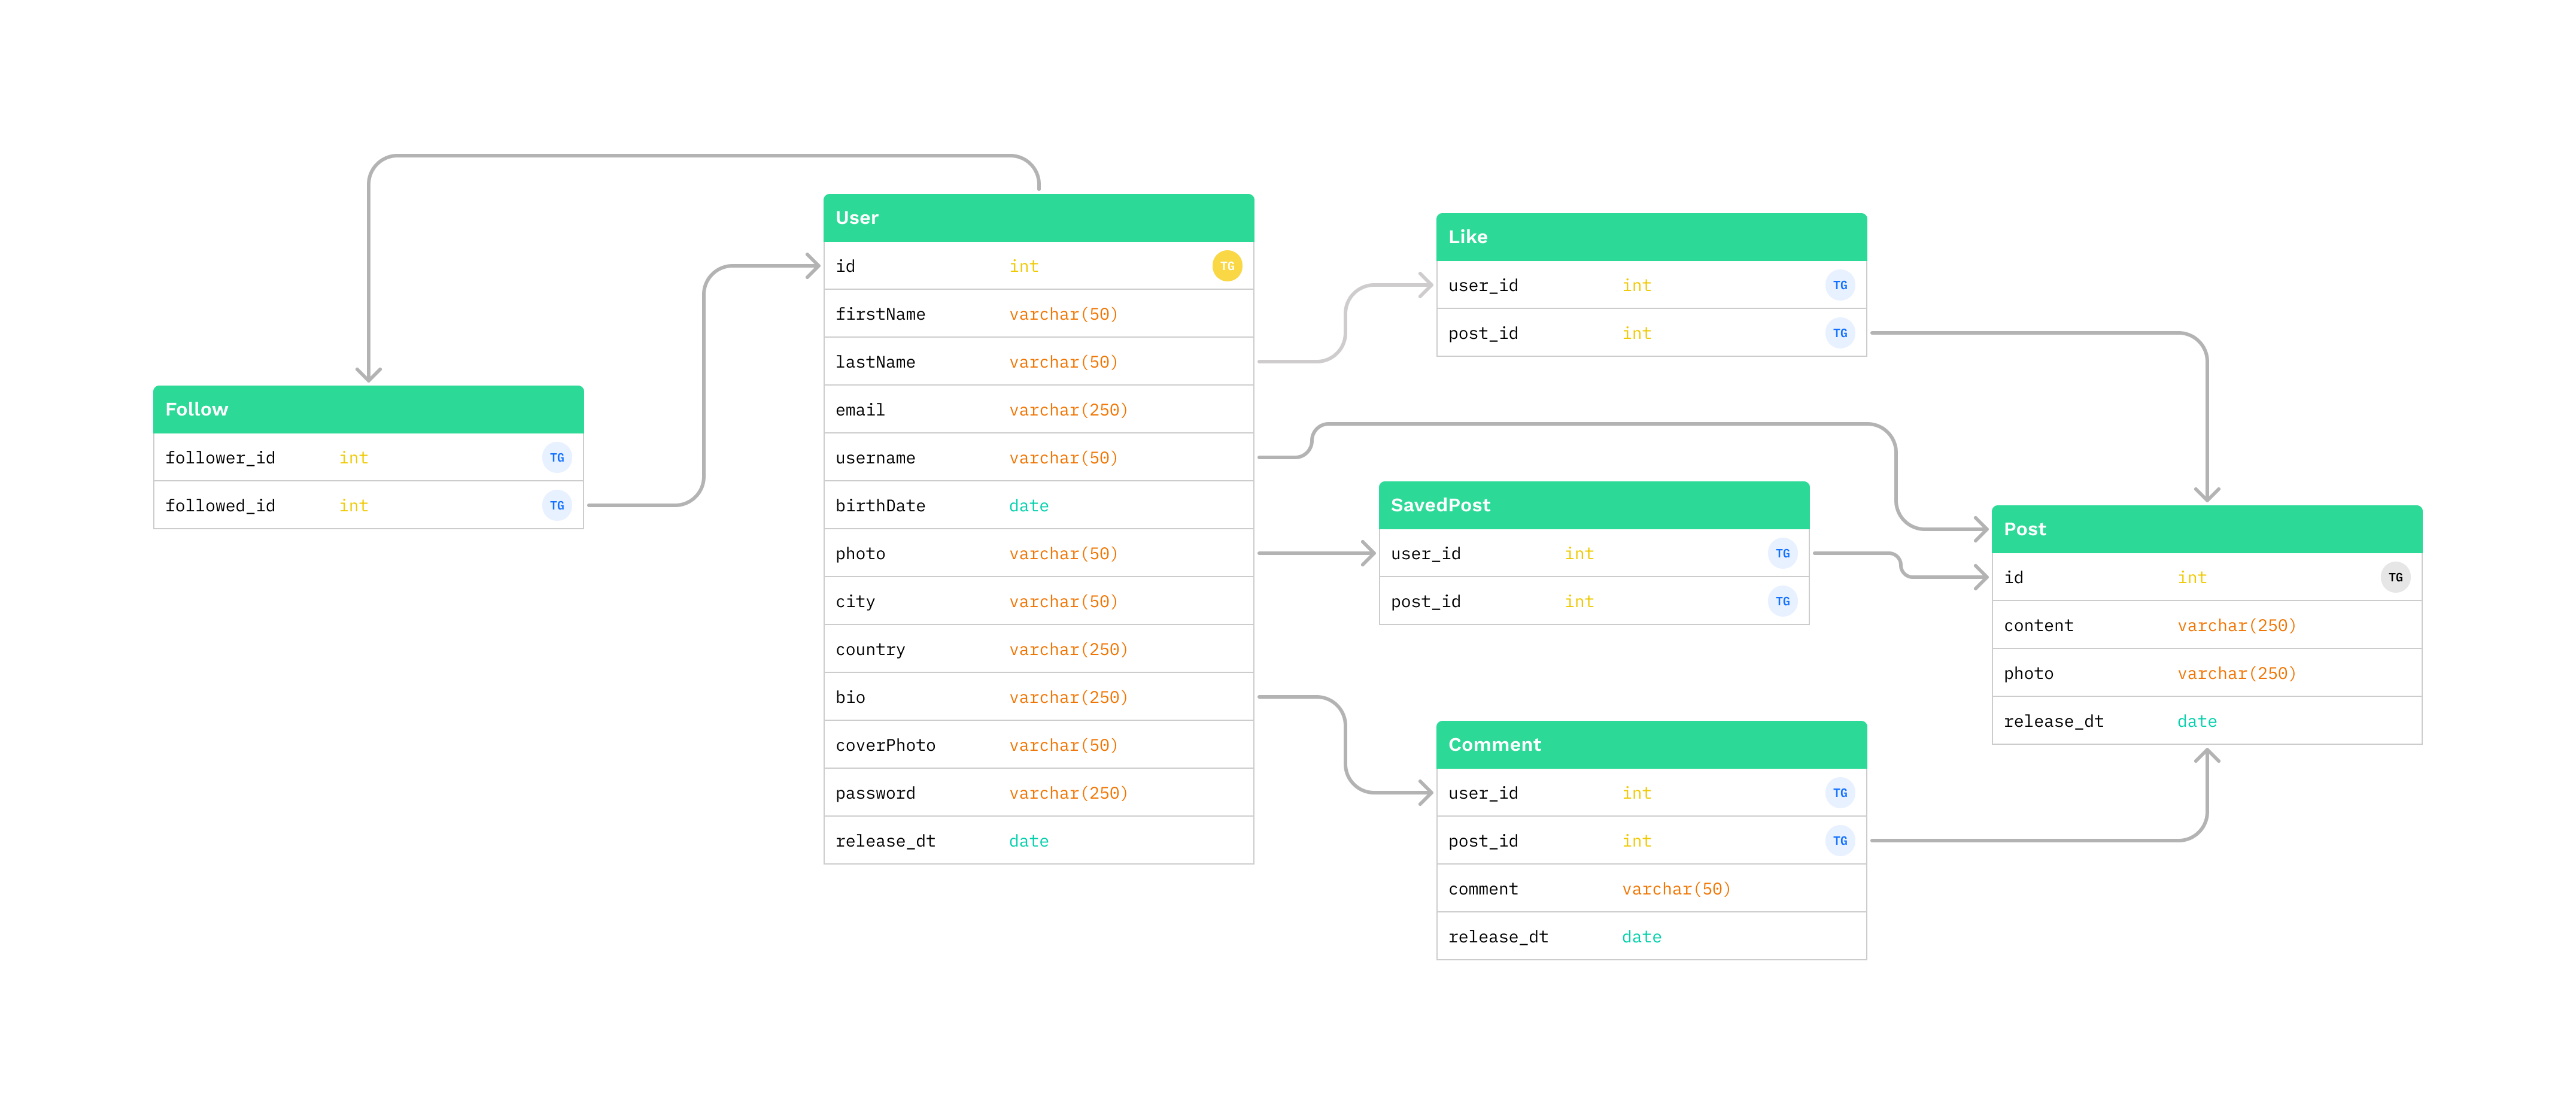 User
id int TG
firstName varchar(50)
lastName varchar(50)
email varchar(250)
username varchar(50)
birthDate date
photo varchar(50)
city varchar(50)
country varchar(250)
bio varchar(250)
coverPhoto varchar(50)
password varchar(250)
release_dt date
Like
user_id int TG
post_id int TG
Follow
follower_id int TG
followed_id int TG
SavedPost
user_id int TG
post_id int TG
Post
id int TG
content varchar(250)
photo varchar(250)
release_dt date
Comment
user_id int TG
post_id int TG
comment varchar(50)
release_dt date